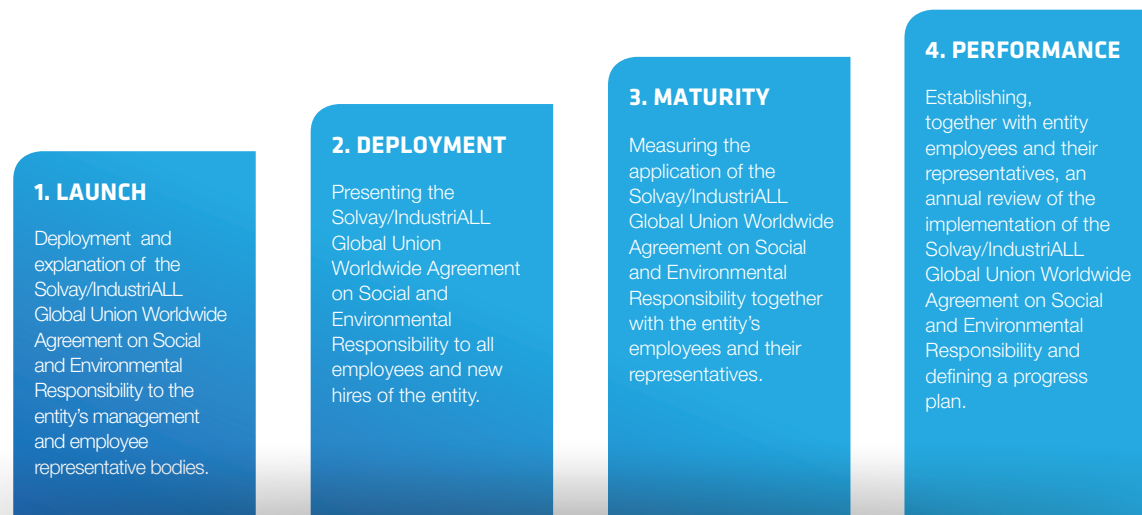 1. LAUNCH
Deployment and
explanation of the
Solvay/IndustriALL
Global Union Worldwide
Agreement on Social
and Environmental
Responsibility to the
entity's management
and employee
representative bodies.
2. DEPLOYMENT
Presenting the
Solvay/IndustriALL
Global Union
Worldwide Agreement
on Social and
Environmental
Responsibility to all
employees and new
hires of the entity.
3. MATURITY
Measuring the
application of the
Solvay/IndustriALL
Global Union Worldwide
Agreement on Social
and Environmental
Responsibility together
with the entity's
employees and their
representatives.
4. PERFORMANCE
Establishing,
together with entity
employees and their
representatives, an
annual review of the
implementation of the
Solvay/IndustriALL
Global Union Worldwide
Agreement on Social
and Environmental
Responsibility and
defining a progress
plan.